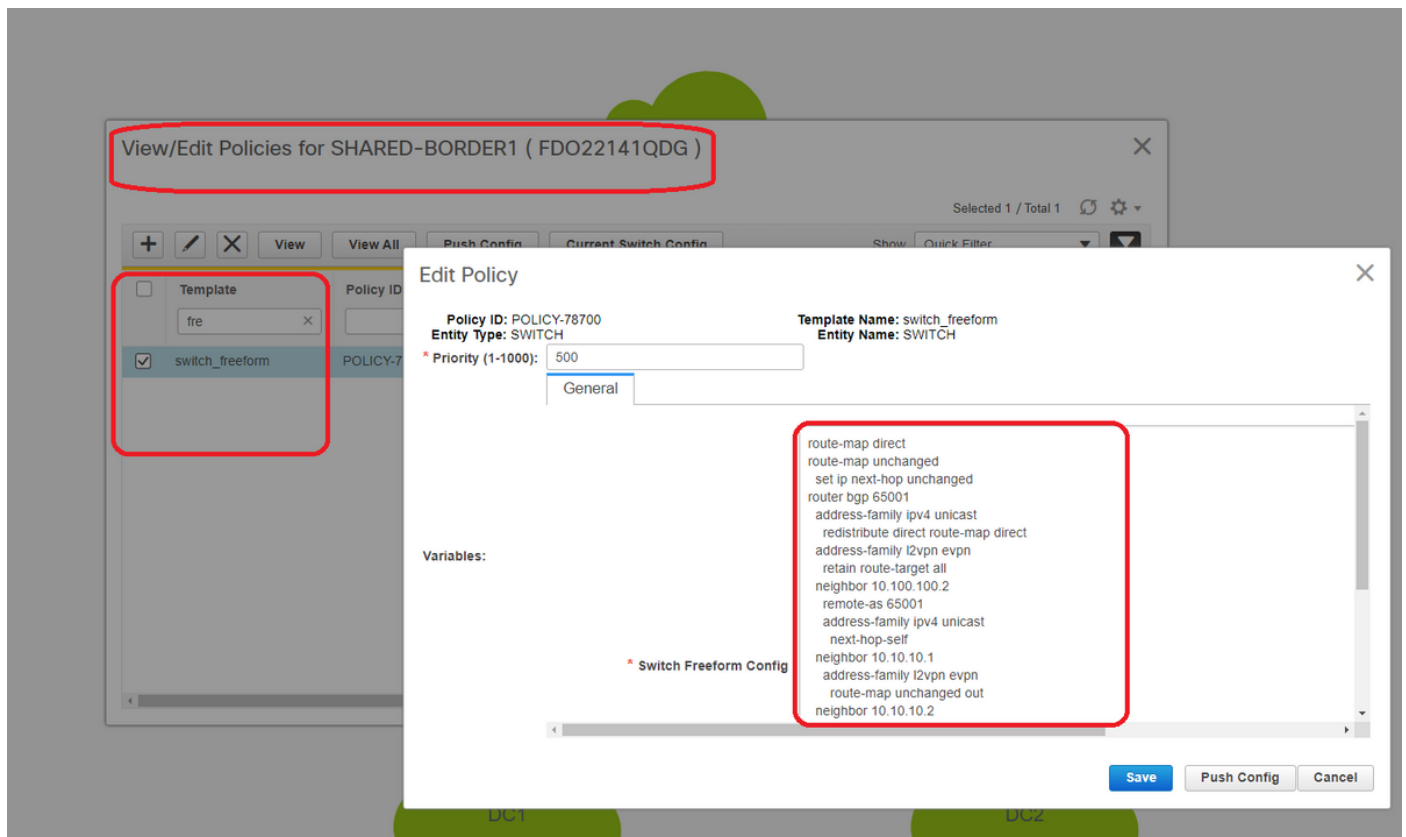 View/Edit Policies for SHARED-BORDER1 ( FDO22141QDG )
Selected 1 / Total 1
View
View All
Push Config
Current Switch Config
Show
Quick Filter
Template
Policy ID
fre
switch_freeform
POLICY-7
Edit Policy
Policy ID: POLICY-78700
Template Name: switch_freeform
Entity Type: SWITCH
Entity Name: SWITCH
* Priority (1-1000):
500
General
Variables:
* Switch Freeform Config
route-map direct
route-map unchanged
set ip next-hop unchanged
router bgp 65001
address-family ipv4 unicast
redistribute direct route-map direct
address-family l2vpn evpn
retain route-target all
neighbor 10.100.100.2
remote-as 65001
address-family ipv4 unicast
next-hop-self
neighbor 10.10.10.1
address-family l2vpn evpn
route-map unchanged out
neighbor 10.10.10.2
Save
Push Config
Cancel
DC1
DC2